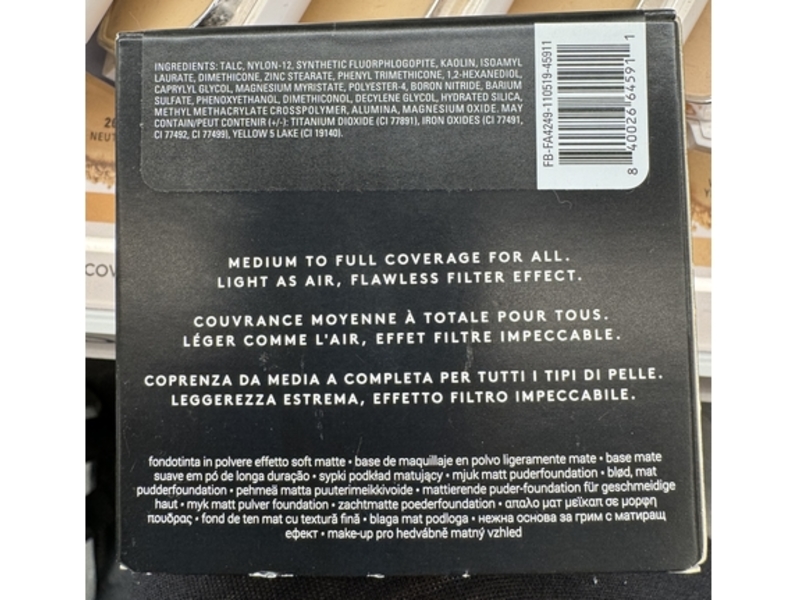 INGREDIENTS: TALC, NYLON-12, SYNTHETIC FLUORPHLOGOPITE, KAOLIN, ISOAMYL
LAURATE, DIMETHICONE, ZINC STEARATE, PHENYL TRIMETHICONE, 1,2-HEXANEDIOL,
CAPRYLYL GLYCOL, MAGNESIUM MYRISTATE, POLYESTER-4, BORON NITRIDE, BARIUM
SULFATE, PHENOXYETHANOL, DIMETHICONOL, DECYLENE GLYCOL, HYDRATED SILICA,
METHYL METHACRYLATE CROSSPOLYMER, ALUMINA, MAGNESIUM OXIDE. MAY
CONTAIN/PEUT CONTENIR (+/-): TITANIUM DIOXIDE (CI 77891), IRON OXIDES (CI 77491,
CI 77492, CI 77499), YELLOW 5 LAKE (CI 19140).
FB-FA4249-110519-45911
8 40026 64591 1
MEDIUM TO FULL COVERAGE FOR ALL.
LIGHT AS AIR, FLAWLESS FILTER EFFECT.
COUVRANCE MOYENNE À TOTALE POUR TOUS.
LÉGER COMME L'AIR, EFFET FILTRE IMPECCABLE.
COPRENZA DA MEDIA A COMPLETA PER TUTTI I TIPI DI PELLE.
LEGGEREZZA ESTREMA, EFFETTO FILTRO IMPECCABILE.
fondotinta in polvere effetto soft matte • base de maquillaje en polvo ligeramente mate • base mate
suave em pó de longa duração • sypki podkład matujący • mjuk matt puderfoundation • blød, mat
pudderfoundation • pehmeä matta puuterimeikkivoide • mattierende puder-foundation für geschmeidige
haut • myk matt pulver foundation • zachtmatte poederfoundation • απαλο ματ μεϊκαπ σε μορφη
πουδρας • fond de ten mat cu textură fină • blaga mat podloga • нежна основа за грим с матиращ
ефект • make-up pro hedvábně matný vzhled